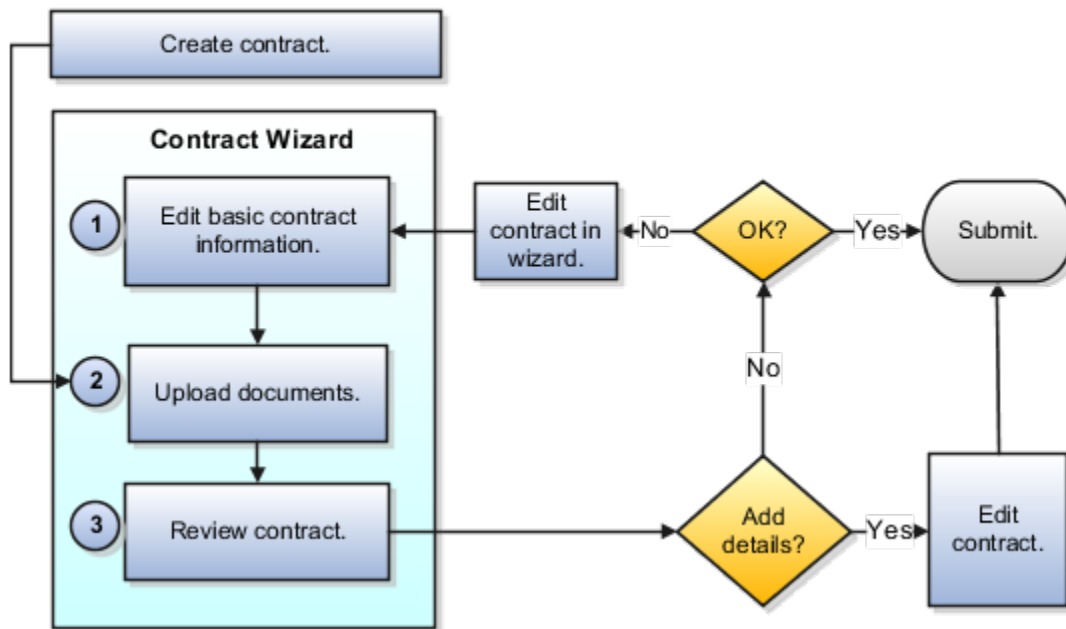 Create contract.
Contract Wizard
1
Edit basic contract
information.
2
Upload documents.
3
Review contract.
Edit
contract in
wizard.
No
OK?
Yes
Submit.
No
Add
details?
Yes
Edit
contract.